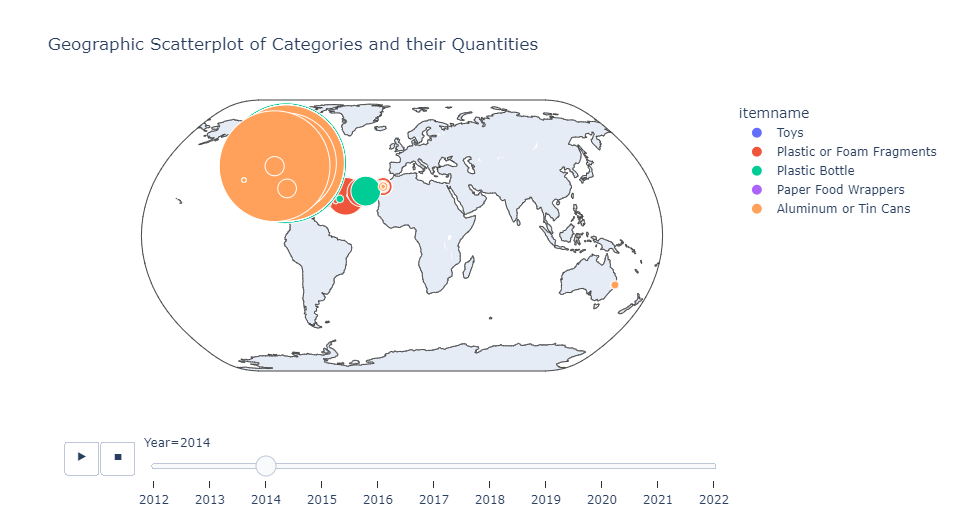 Geographic Scatterplot of Categories and their Quantities
itemname
Toys
Plastic or Foam Fragments
Plastic Bottle
Paper Food Wrappers
Aluminum or Tin Cans
Year=2014
2012 2013 2014 2015 2016 2017 2018 2019 2020 2021 2022